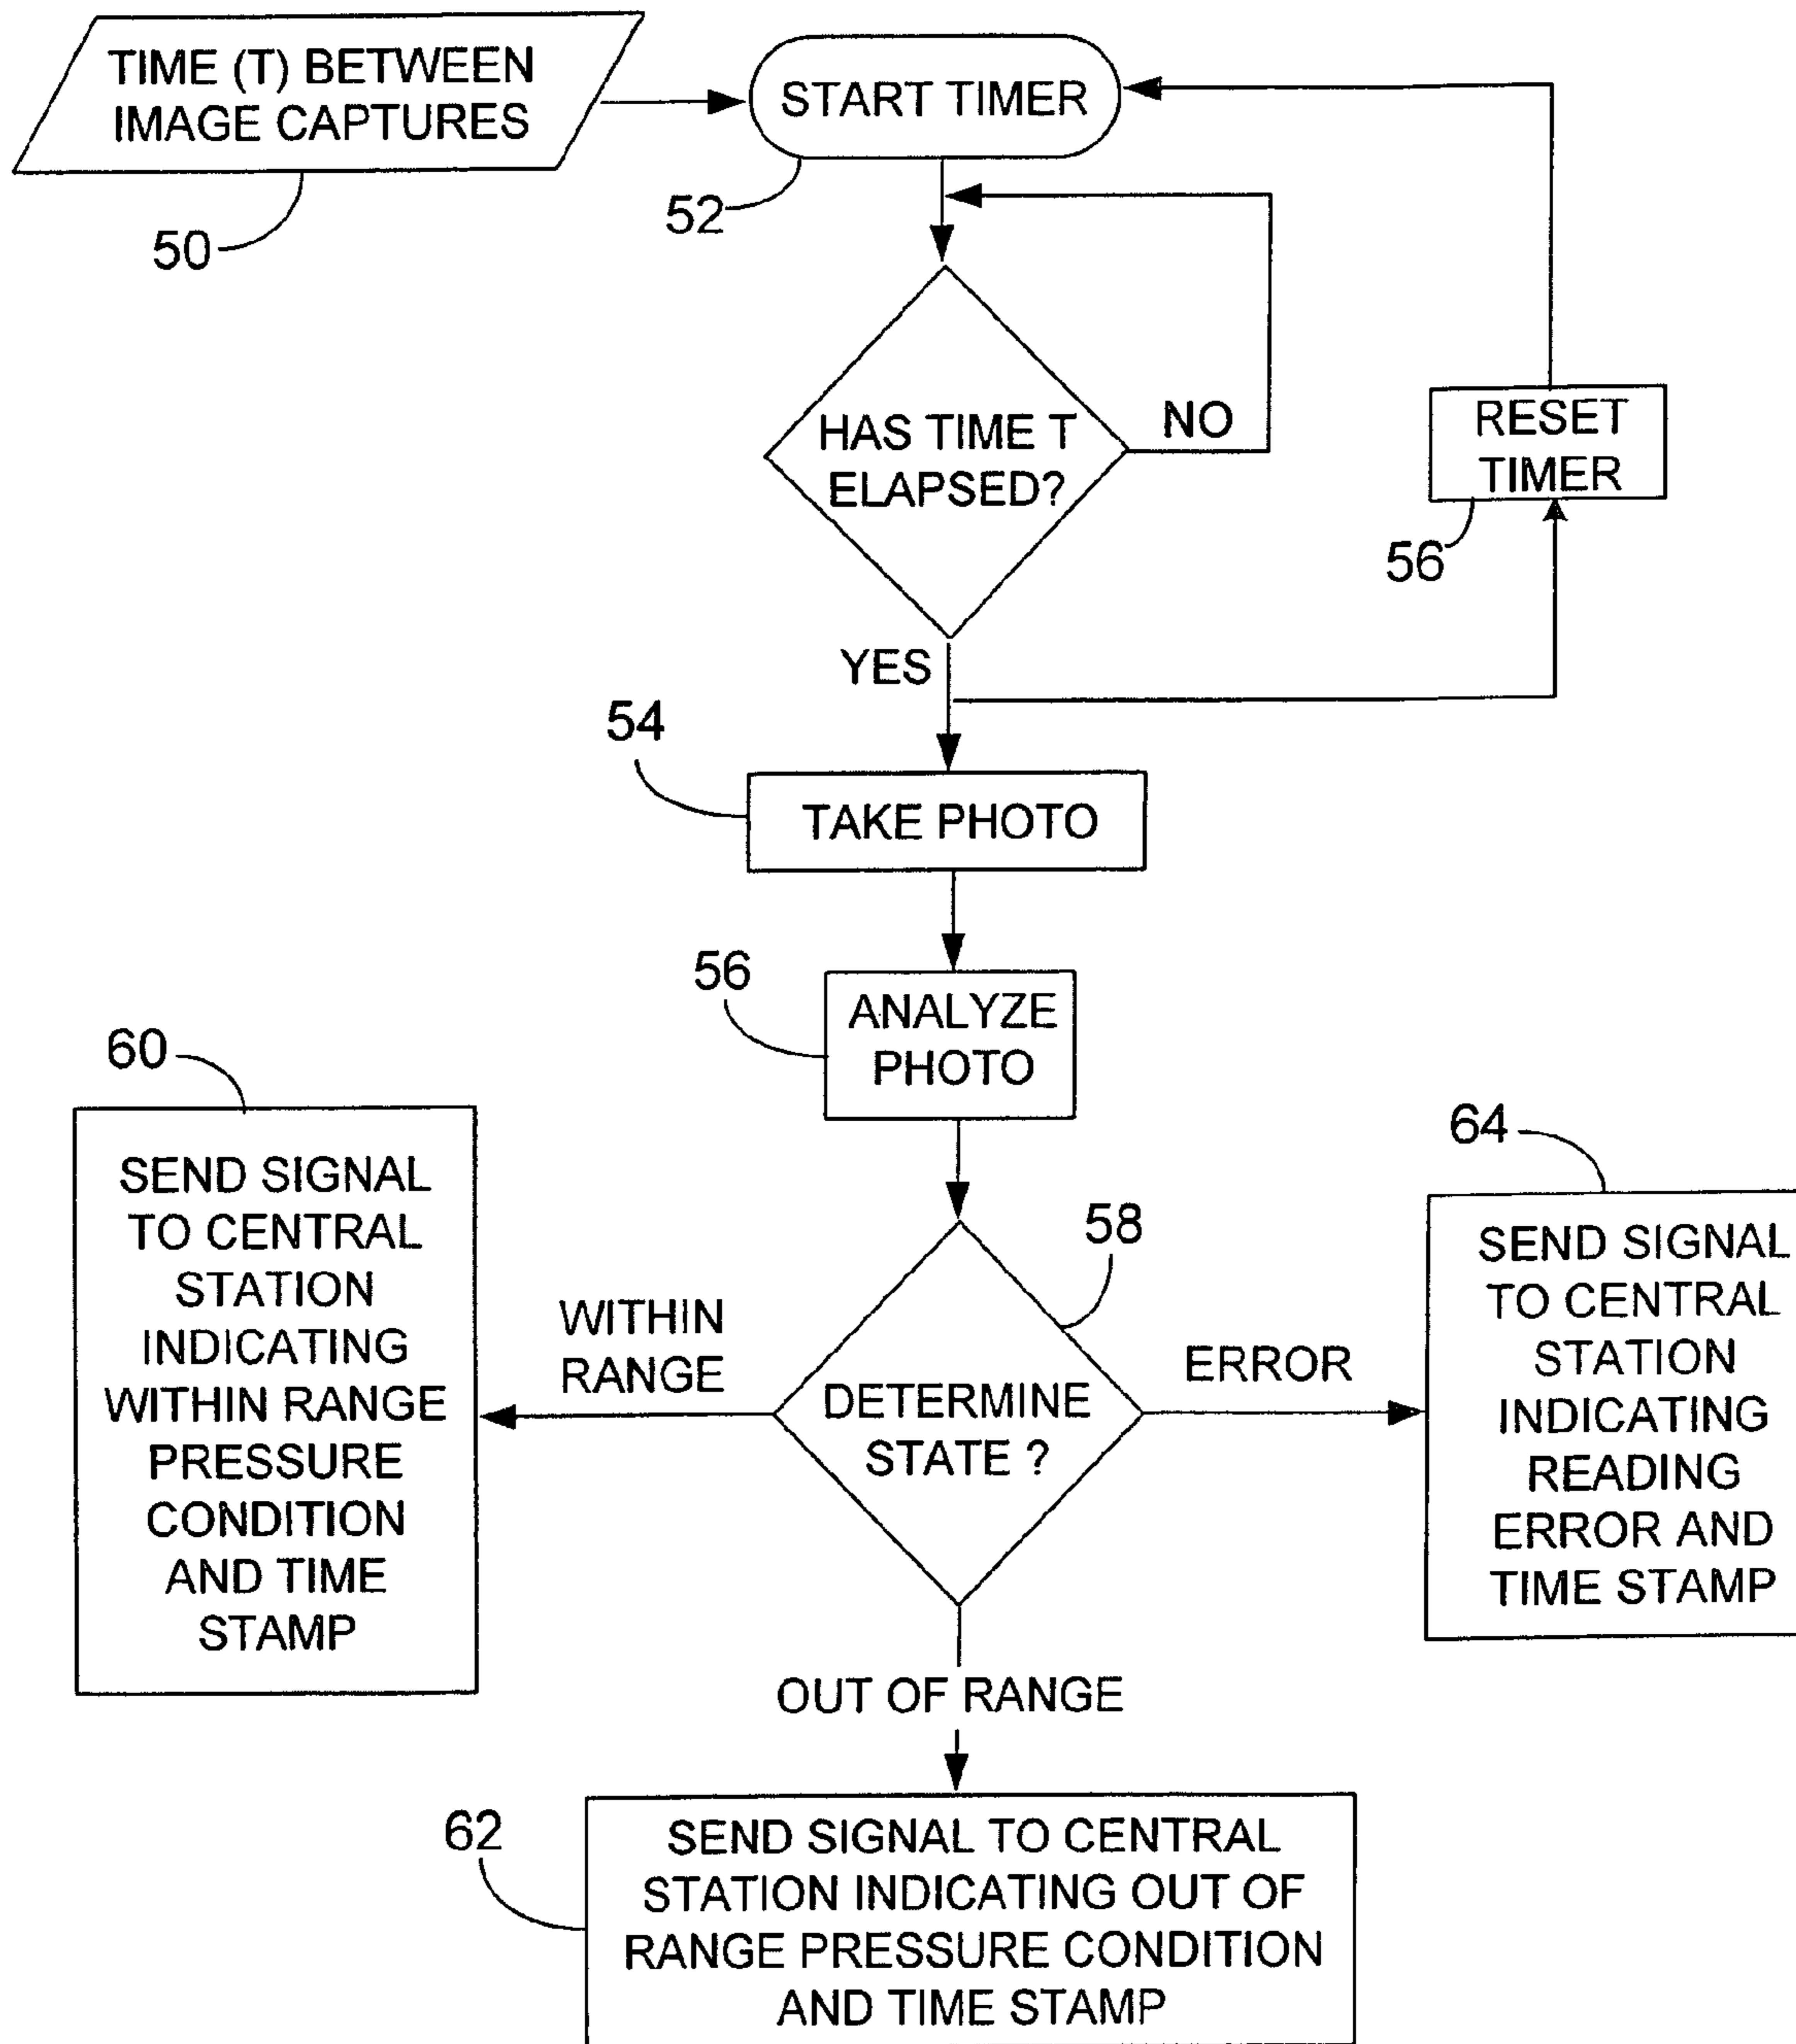 TIME (T) BETWEEN
IMAGE CAPTURES
50
START TIMER
52
HAS TIME T
ELAPSED?
NO
RESET
TIMER
56
YES
54
TAKE PHOTO
56
ANALYZE
PHOTO
60
SEND SIGNAL
TO CENTRAL
STATION
INDICATING
WITHIN RANGE
PRESSURE
CONDITION
AND TIME
STAMP
WITHIN
RANGE
58
DETERMINE
STATE ?
ERROR
64
SEND SIGNAL
TO CENTRAL
STATION
INDICATING
READING
ERROR AND
TIME STAMP
OUT OF RANGE
62
SEND SIGNAL TO CENTRAL
STATION INDICATING OUT OF
RANGE PRESSURE CONDITION
AND TIME STAMP